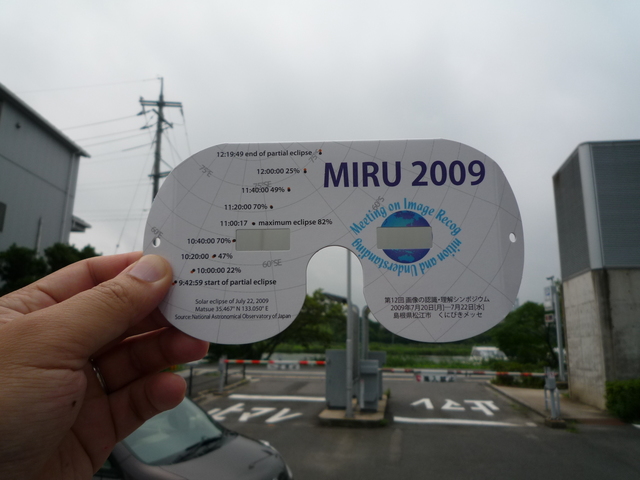 12:19:49 end of partial eclipse
12:00:00 25%
11:40:00 49%
11:20:00 70%
11:00:17 maximum eclipse 82%
10:40:00 70%
10:20:00 47%
10:00:00 22%
9:42:59 start of partial eclipse
Solar eclipse of July 22, 2009
Matsue 35.467° N 133.050° E
Source:National Astronomical Observatory of Japan
60°SE
MIRU 2009
Meeting on Image Recog
nition and Understanding
第12回 画像の認識・理解シンポジウム
2009年7月20日(月)−7月22日(水)
島根県松江市 くにびきメッセ